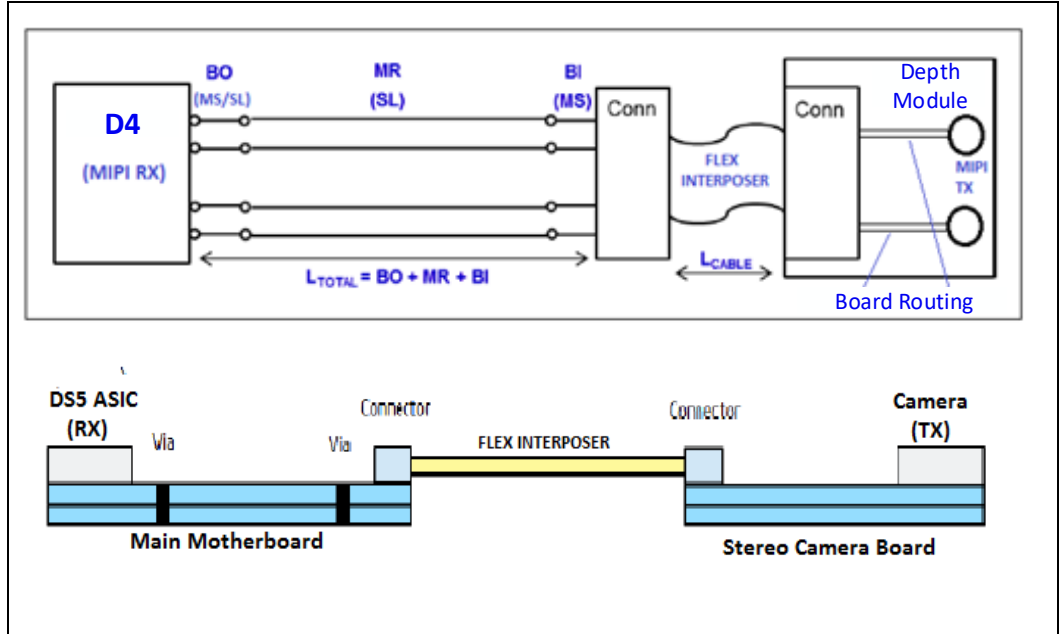 BO
(MS/SL)
MR
(SL)
BI
(MS)
D4
(MIPI RX)
Conn
FLEX
INTERPOSER
Conn
Depth
Module
MIPI
TX
L_TOTAL = BO + MR + BI
L_CABLE
Board Routing
DS5 ASIC
(RX)
Via
Via
Connector
FLEX INTERPOSER
Connector
Camera
(TX)
Main Motherboard
Stereo Camera Board